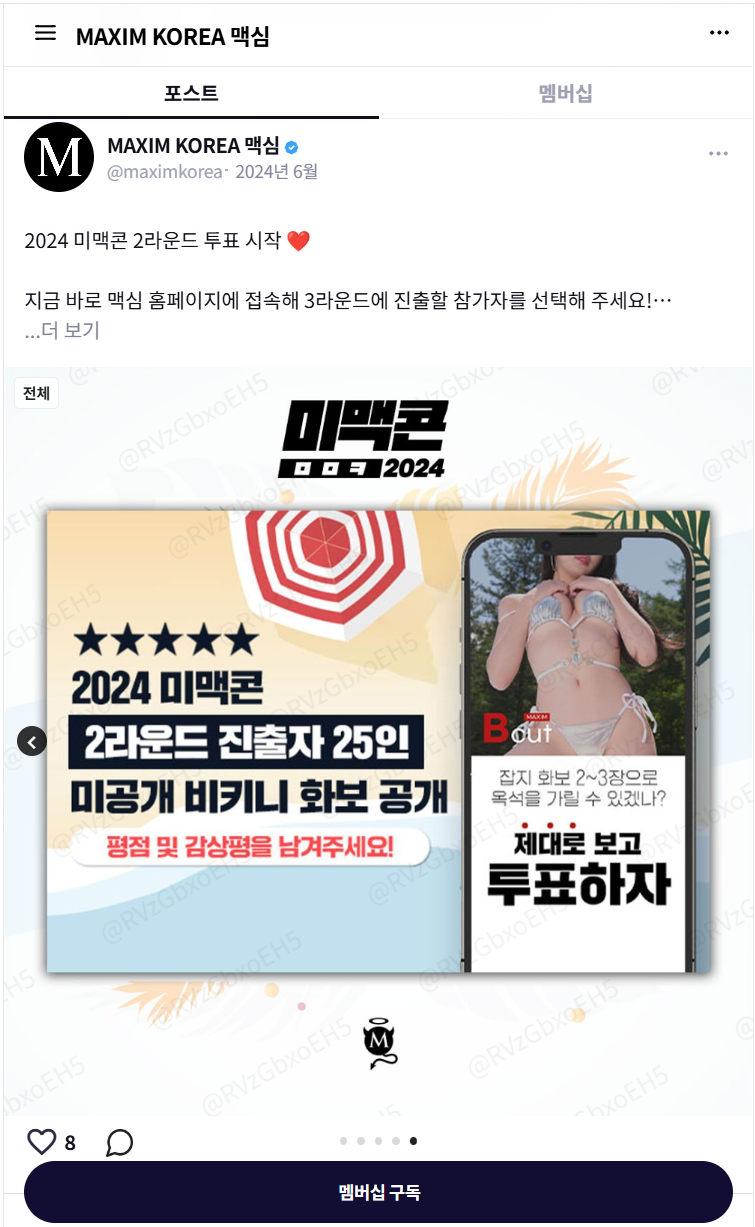 MAXIM KOREA 맥심
포스트
멤버십
M
MAXIM KOREA 맥심
@maximkorea· 2024년 6월
2024 미맥콘 2라운드 투표 시작 ❤️
지금 바로 맥심 홈페이지에 접속해 3라운드에 진출할 참가자를 선택해 주세요!…
...더 보기
전체
미맥콘
ㅁㅁㅋ 2024
★★★★★
2024 미맥콘
2라운드 진출자 25인
미공개 비키니 화보 공개
평점 및 감상평을 남겨주세요!
MAXIM
Bout
잡지 화보 2~3장으로
옥석을 가릴 수 있겠나?
제대로 보고
투표하자
M
@RVzGbxoEH5
8
멤버십 구독